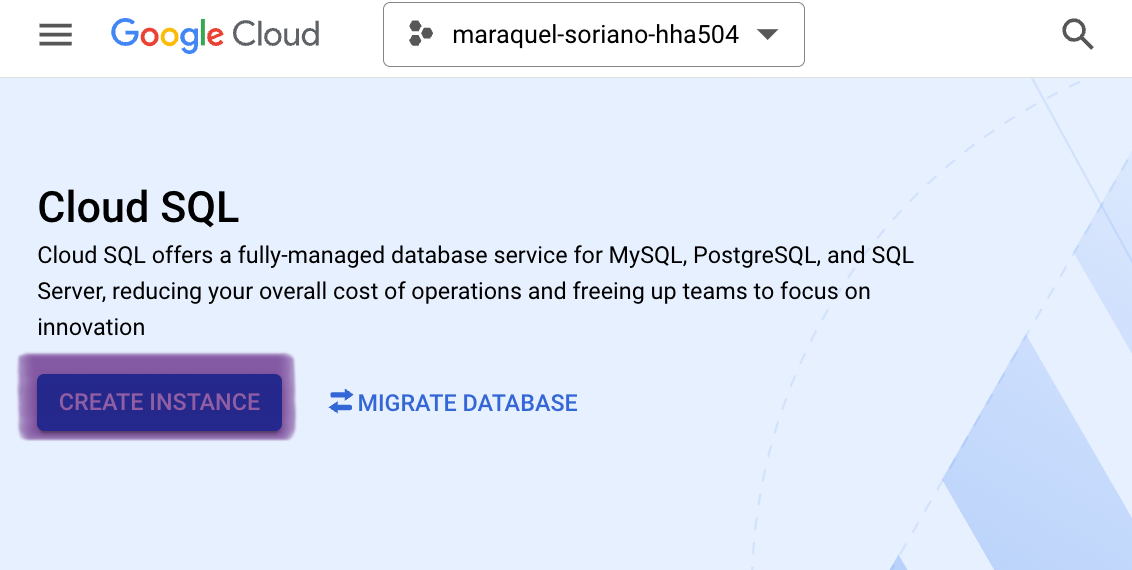 Google Cloud
maraquel-soriano-hha504
Cloud SQL
Cloud SQL offers a fully-managed database service for MySQL, PostgreSQL, and SQL
Server, reducing your overall cost of operations and freeing up teams to focus on
innovation
CREATE INSTANCE
MIGRATE DATABASE